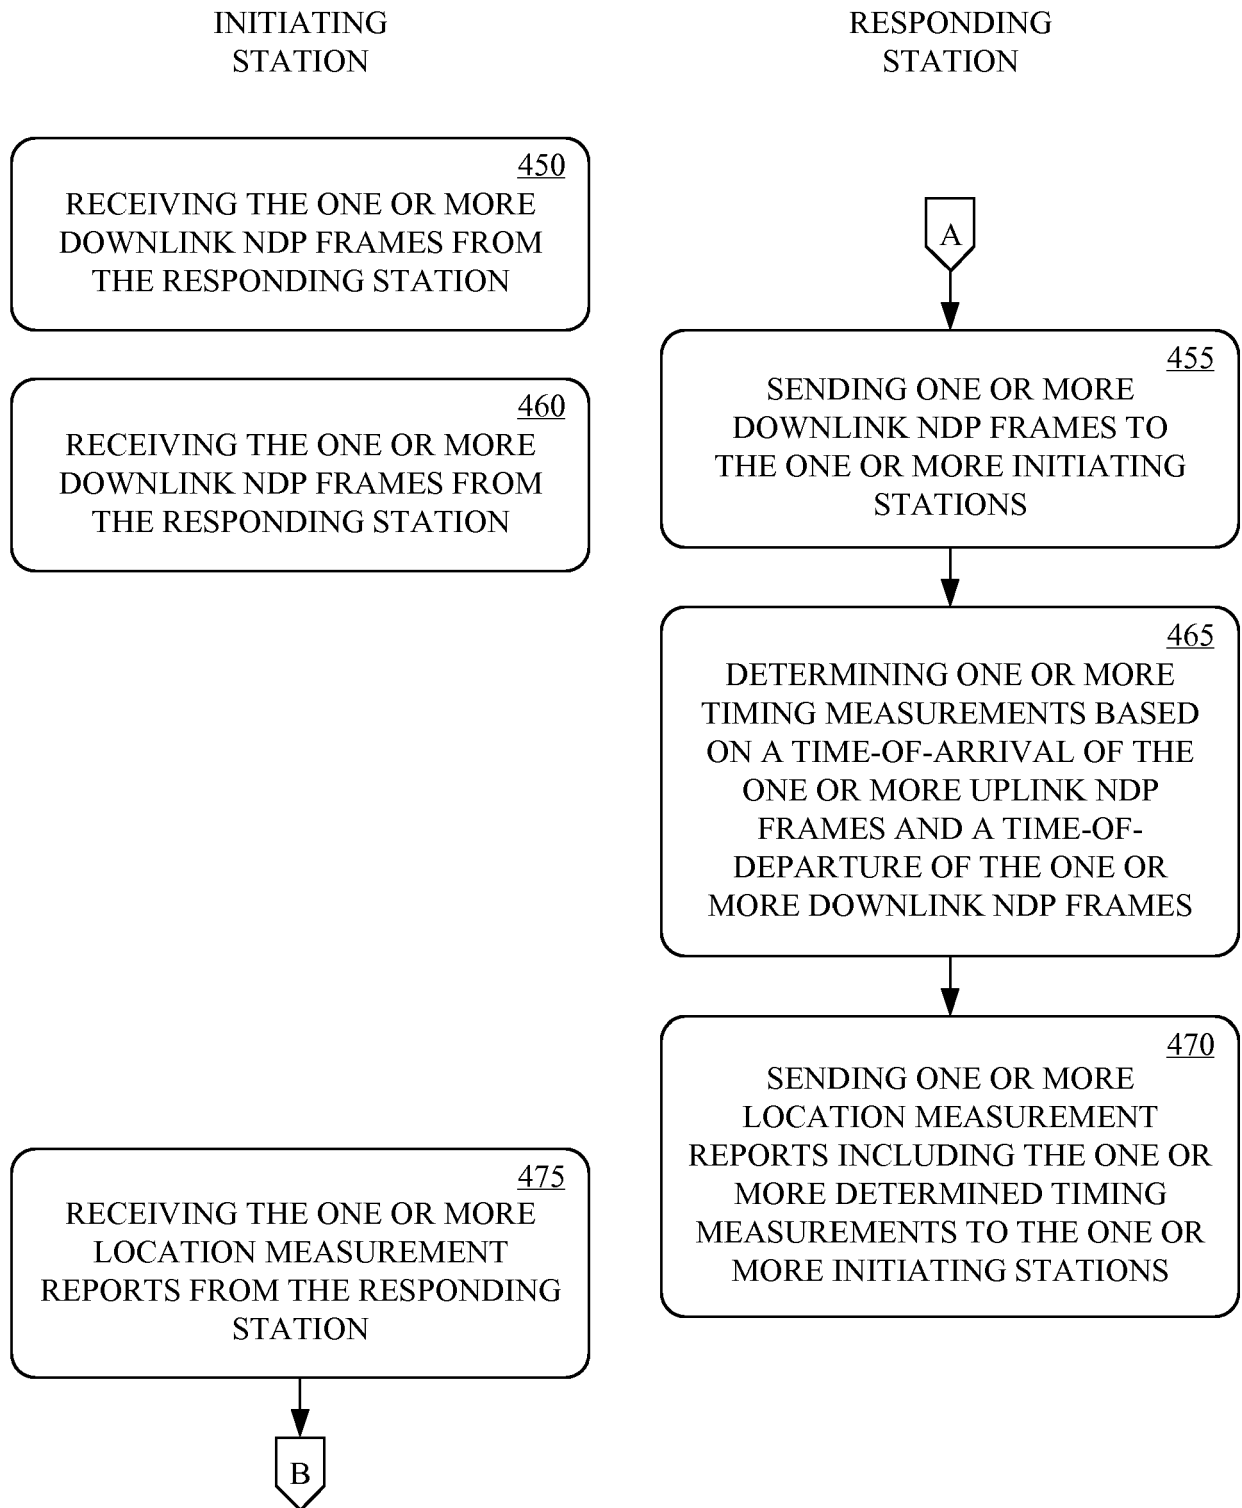 INITIATING
STATION
RESPONDING
STATION
450
RECEIVING THE ONE OR MORE
DOWNLINK NDP FRAMES FROM
THE RESPONDING STATION
A
455
SENDING ONE OR MORE
DOWNLINK NDP FRAMES TO
THE ONE OR MORE INITIATING
STATIONS
460
RECEIVING THE ONE OR MORE
DOWNLINK NDP FRAMES FROM
THE RESPONDING STATION
465
DETERMINING ONE OR MORE
TIMING MEASUREMENTS BASED
ON A TIME-OF-ARRIVAL OF THE
ONE OR MORE UPLINK NDP
FRAMES AND A TIME-OF-
DEPARTURE OF THE ONE OR
MORE DOWNLINK NDP FRAMES
470
SENDING ONE OR MORE
LOCATION MEASUREMENT
REPORTS INCLUDING THE ONE OR
MORE DETERMINED TIMING
MEASUREMENTS TO THE ONE OR
MORE INITIATING STATIONS
475
RECEIVING THE ONE OR MORE
LOCATION MEASUREMENT
REPORTS FROM THE RESPONDING
STATION
B